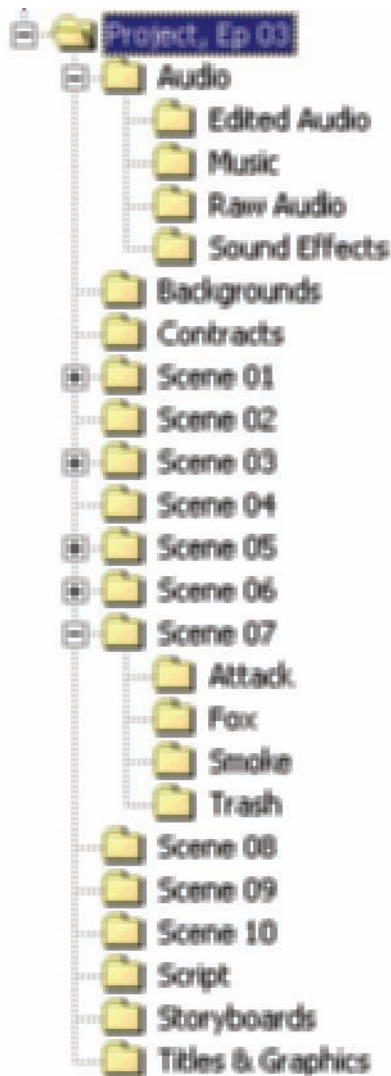 Project, Ep 03
Audio
Edited Audio
Music
Raw Audio
Sound Effects
Backgrounds
Contracts
Scene 01
Scene 02
Scene 03
Scene 04
Scene 05
Scene 06
Scene 07
Attack
Fox
Smoke
Trash
Scene 08
Scene 09
Scene 10
Script
Storyboards
Titles & Graphics